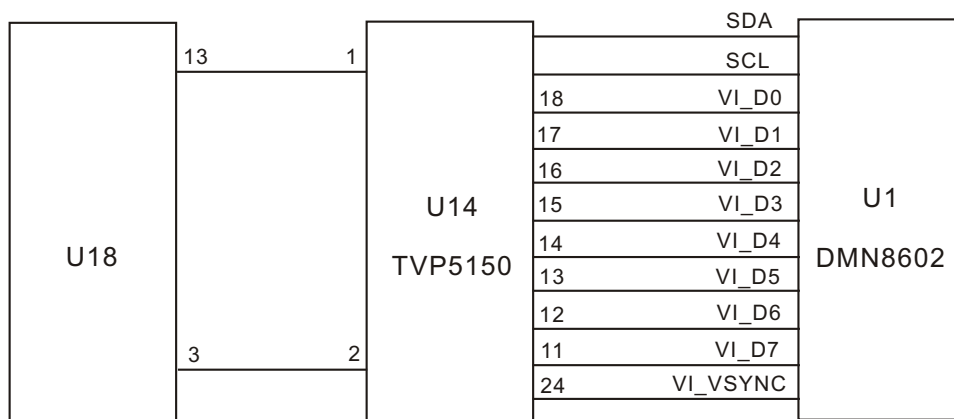 SDA
13 1 SCL
18 VI_D0
17 VI_D1
16 VI_D2
15 VI_D3
U14 U1
14 VI_D4
U18 TVP5150 DMN8602
13 VI_D5
12 VI_D6
3 2 11 VI_D7
24 VI_VSYNC